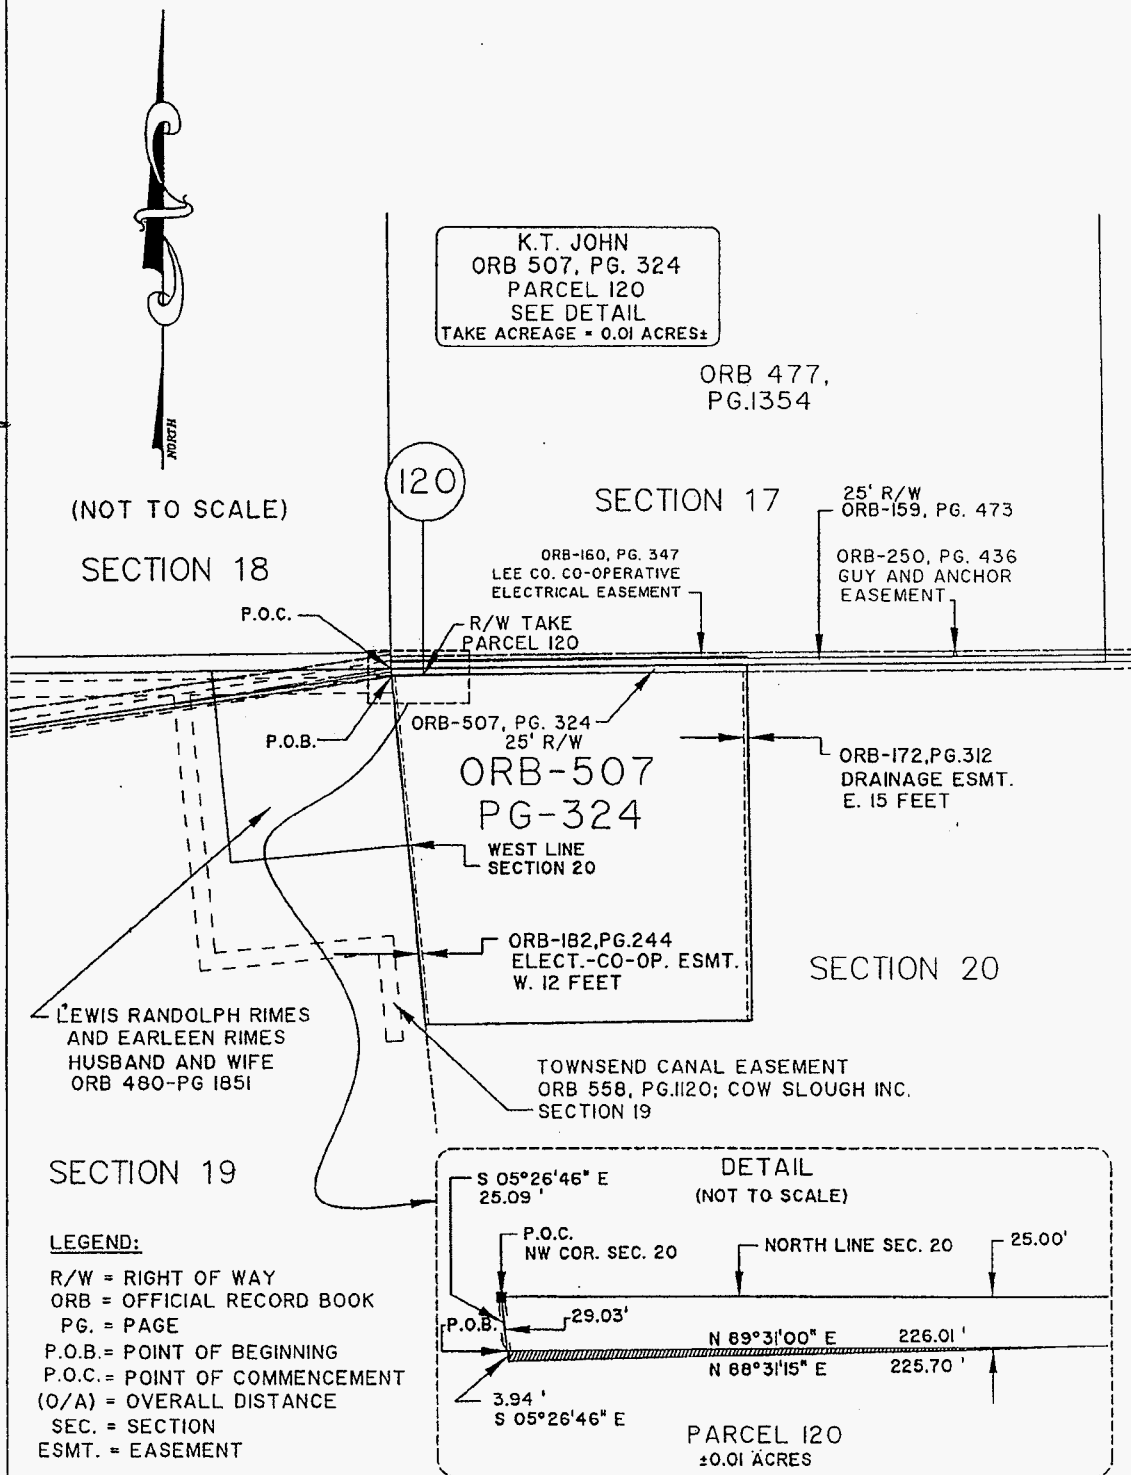 NORTH
(NOT TO SCALE)
K.T. JOHN
ORB 507, PG. 324
PARCEL 120
SEE DETAIL
TAKE ACREAGE = 0.01 ACRES±
ORB 477,
PG.1354
120
SECTION 17
25' R/W
ORB-159, PG. 473
SECTION 18
ORB-160, PG. 347
LEE CO. CO-OPERATIVE
ELECTRICAL EASEMENT
ORB-250, PG. 436
GUY AND ANCHOR
EASEMENT
P.O.C.
R/W TAKE
PARCEL 120
P.O.B.
ORB-507, PG. 324
25' R/W
ORB-507
PG-324
ORB-172,PG.312
DRAINAGE ESMT.
E. 15 FEET
WEST LINE
SECTION 20
ORB-182,PG.244
ELECT.-CO-OP. ESMT.
W. 12 FEET
SECTION 20
LEWIS RANDOLPH RIMES
AND EARLEEN RIMES
HUSBAND AND WIFE
ORB 480-PG 1851
TOWNSEND CANAL EASEMENT
ORB 558, PG.1120; COW SLOUGH INC.
SECTION 19
SECTION 19
LEGEND:
R/W = RIGHT OF WAY
ORB = OFFICIAL RECORD BOOK
PG. = PAGE
P.O.B.= POINT OF BEGINNING
P.O.C.= POINT OF COMMENCEMENT
(O/A) = OVERALL DISTANCE
SEC. = SECTION
ESMT. = EASEMENT
DETAIL
(NOT TO SCALE)
S 05°26'46" E
25.09 '
P.O.C.
NW COR. SEC. 20
NORTH LINE SEC. 20
25.00'
29.03'
P.O.B.
N 89°31'00" E 226.01 '
N 88°31'15" E 225.70 '
3.94 '
S 05°26'46" E
PARCEL 120
±0.01 ACRES